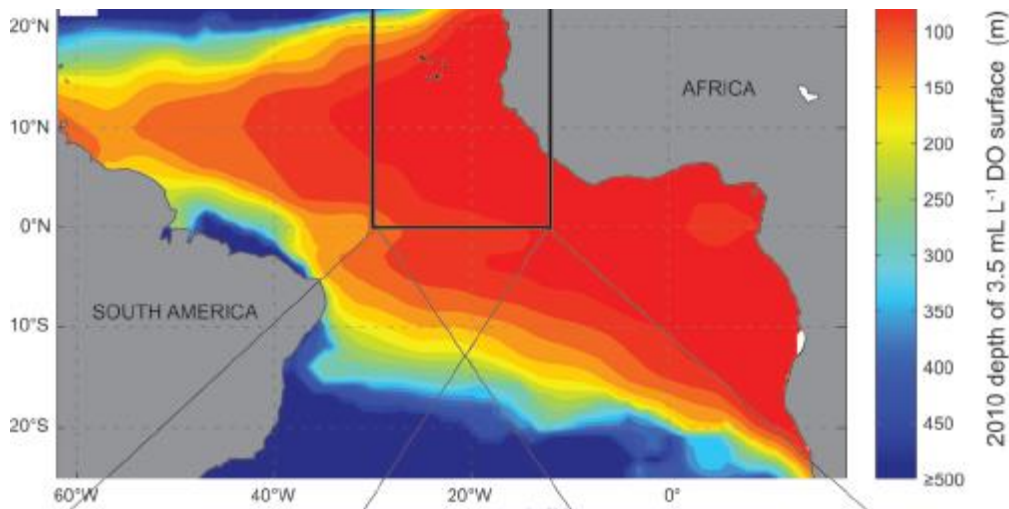 20°N
10°N
0°N
10°S
20°S
60°W
40°W
20°W
0°
AFRICA
SOUTH AMERICA
100
150
200
250
300
350
400
450
≥500
2010 depth of 3.5 mL L⁻¹ DO surface (m)